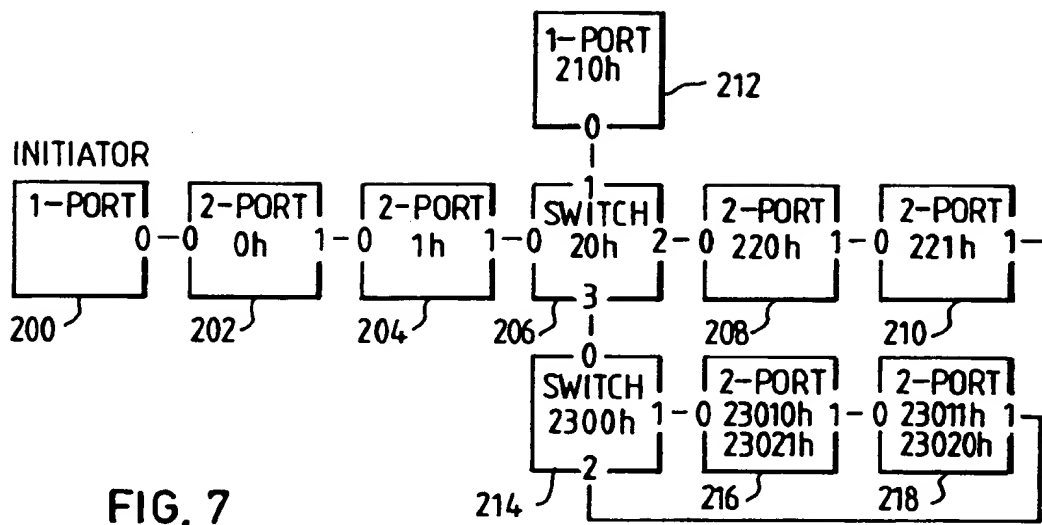 1-PORT
210h
0
212
INITIATOR
1-PORT
0
200
0
2-PORT
0h
1
202
0
2-PORT
1h
1
204
1
SWITCH
0
20h
2
3
206
0
2-PORT
220h
1
208
0
2-PORT
221h
1
210
0
SWITCH
2300h
1
2
214
0
2-PORT
23010h
23021h
1
216
0
2-PORT
23011h
23020h
1
218
FIG. 7